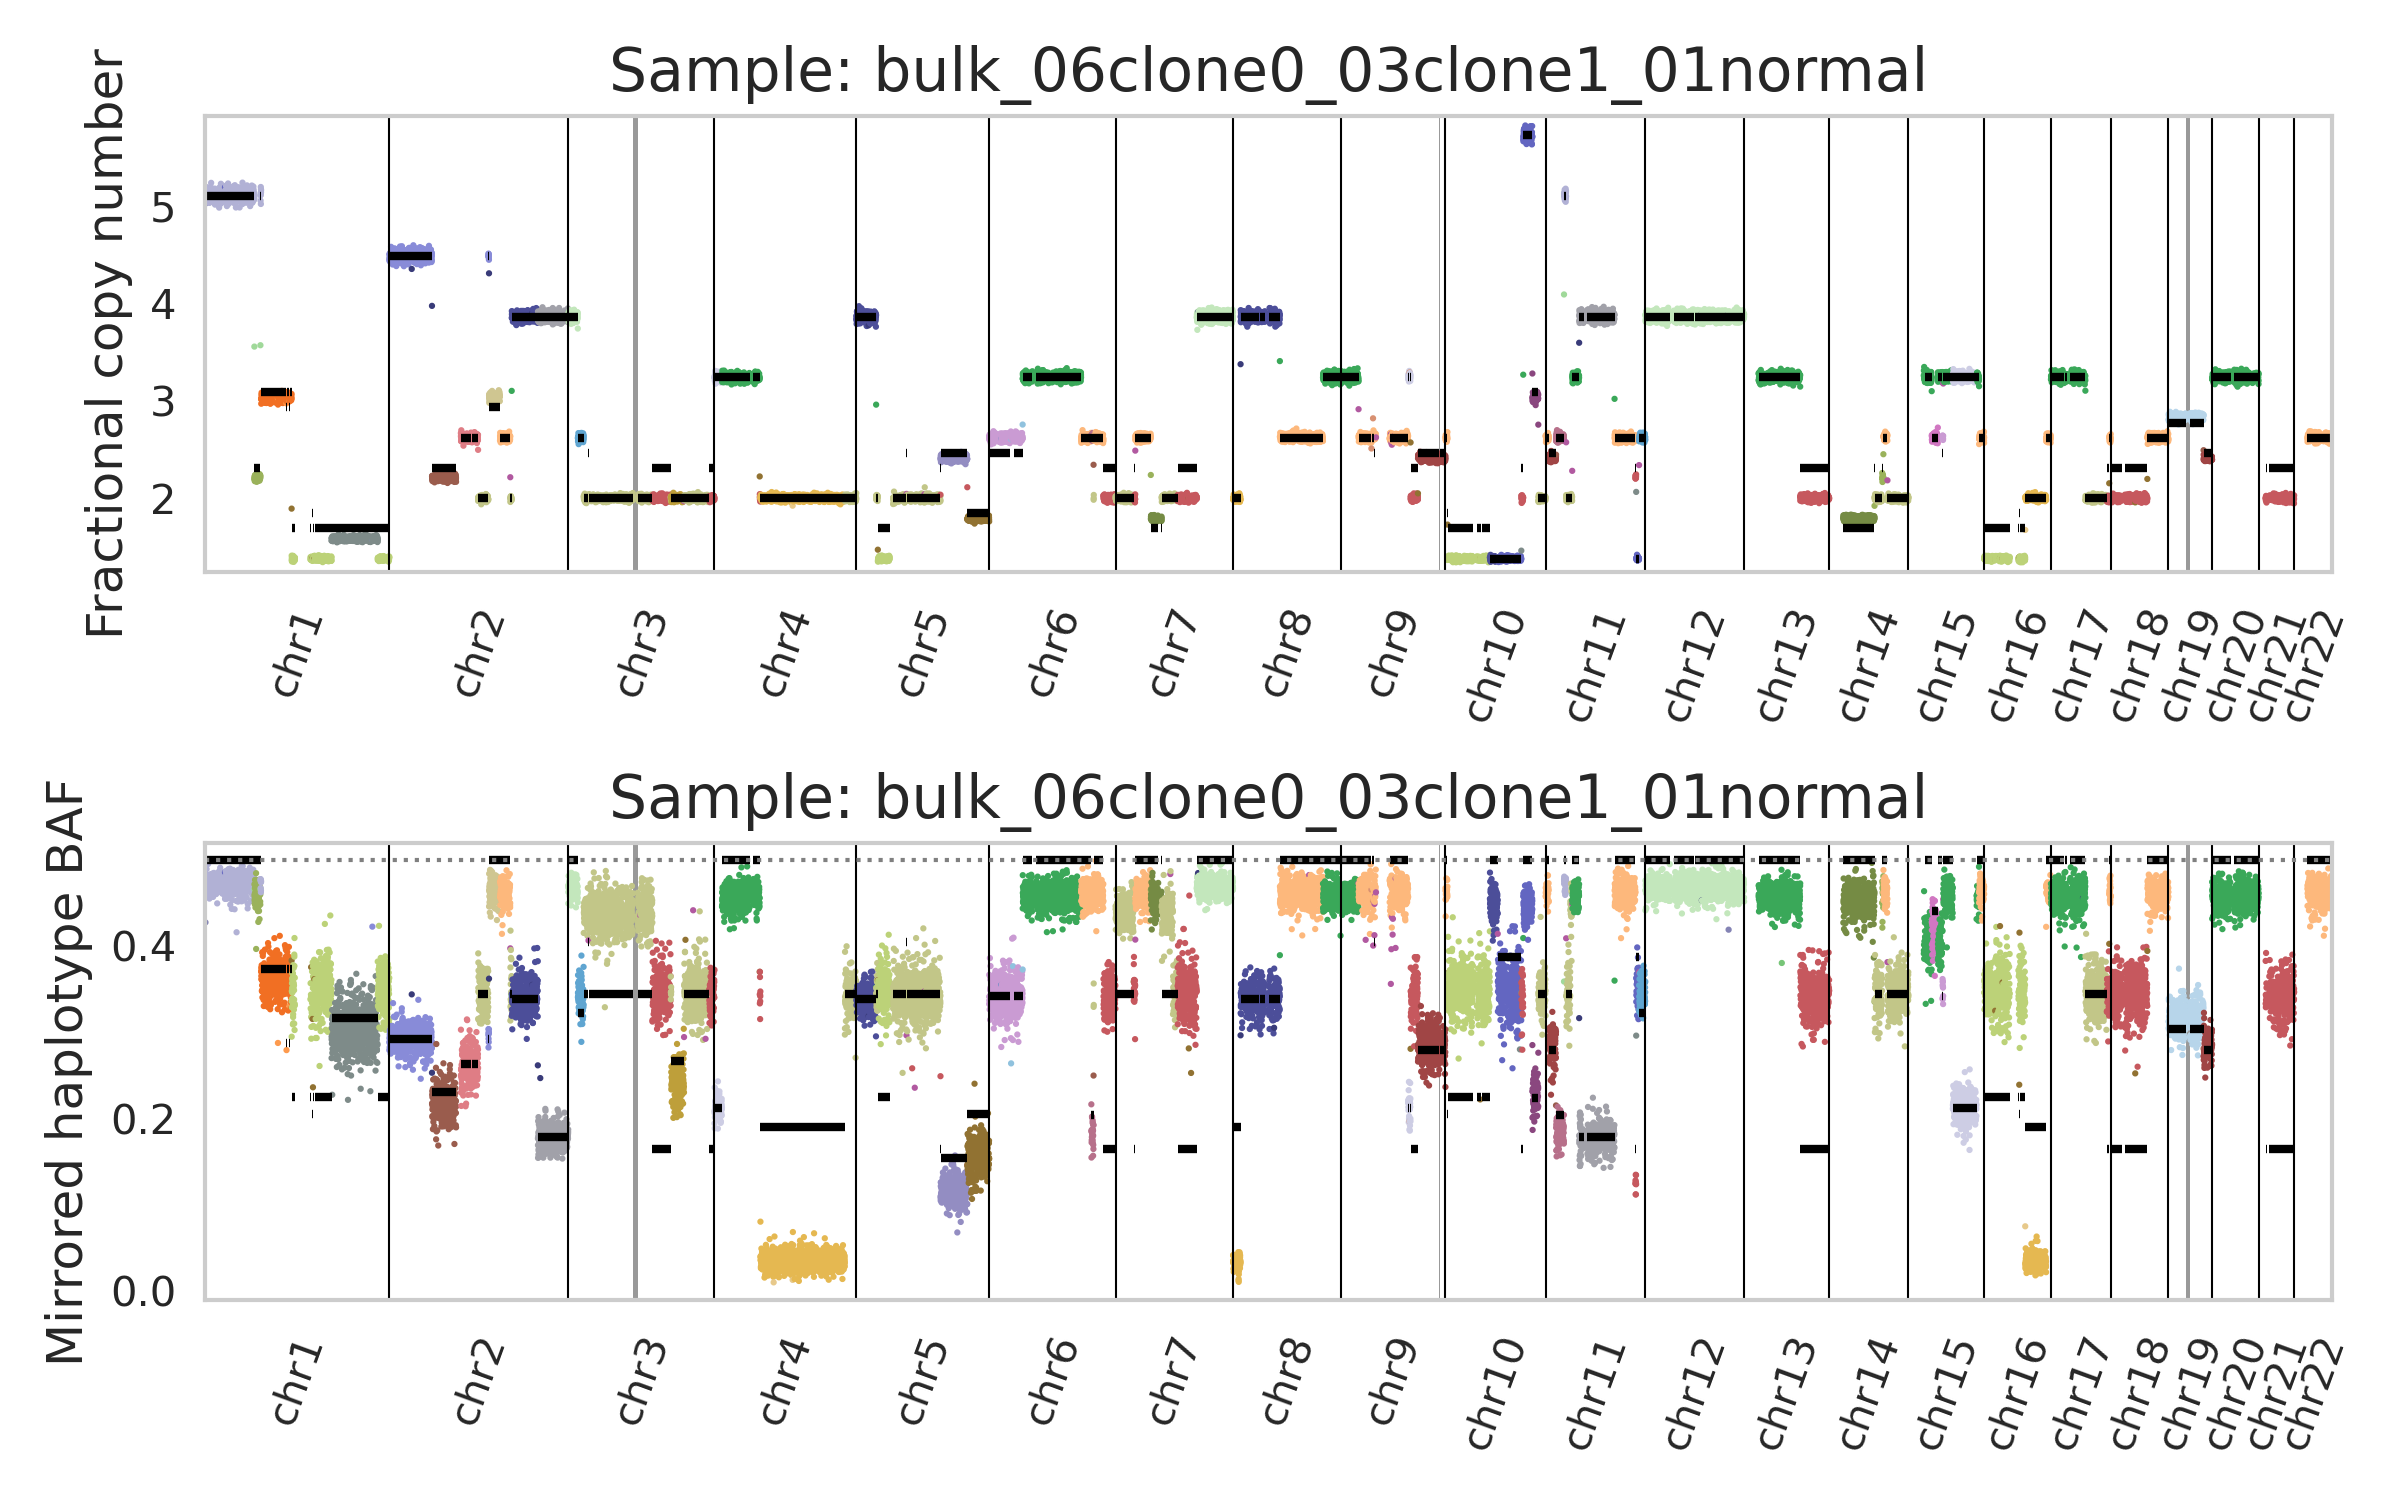 Sample: bulk_06clone0_03clone1_01normal
Fractional copy number
5
4
3
2
chr1 chr2 chr3 chr4 chr5 chr6 chr7 chr8 chr9 chr10 chr11 chr12 chr13 chr14 chr15 chr16 chr17 chr18 chr19 chr20 chr21 chr22
Sample: bulk_06clone0_03clone1_01normal
Mirrored haplotype BAF
0.4
0.2
0.0
chr1 chr2 chr3 chr4 chr5 chr6 chr7 chr8 chr9 chr10 chr11 chr12 chr13 chr14 chr15 chr16 chr17 chr18 chr19 chr20 chr21 chr22